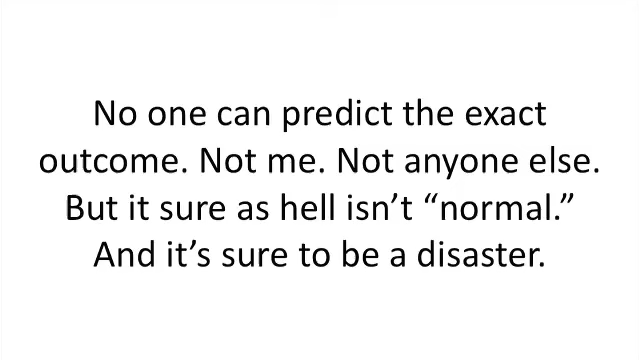 No one can predict the exact
outcome. Not me. Not anyone else.
But it sure as hell isn’t “normal.”
And it’s sure to be a disaster.